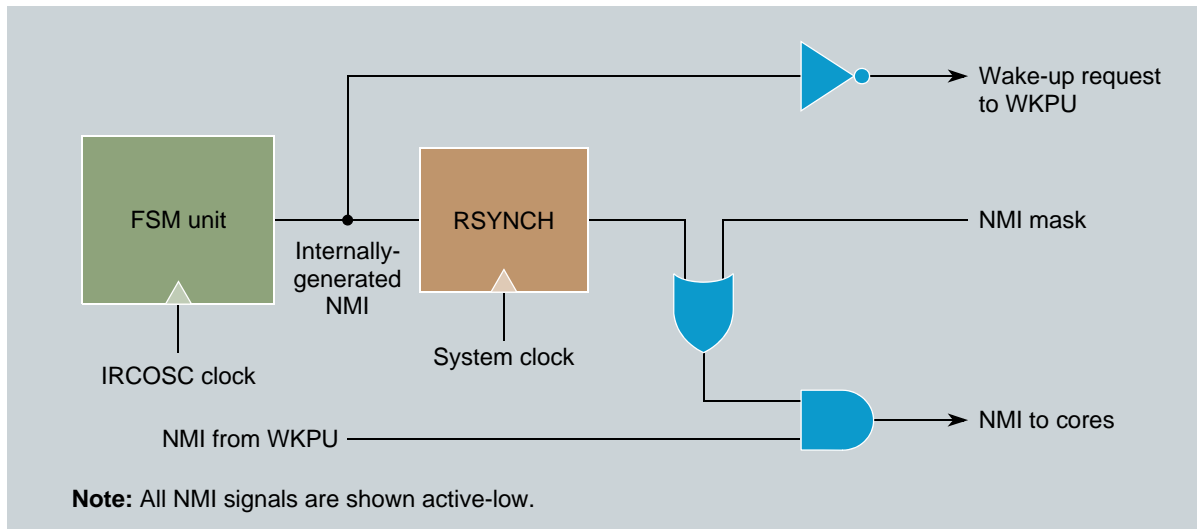 Wake-up request
to WKPU
FSM unit
RSYNCH
NMI mask
Internally-
generated
NMI
System clock
IRCOSC clock
NMI to cores
NMI from WKPU
Note: All NMI signals are shown active-low.